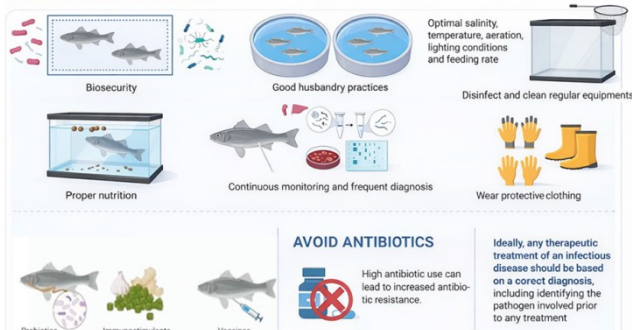 Optimal salinity,
temperature, aeration,
lighting conditions
and feeding rate
Biosecurity
Good husbandry practices
Disinfect and clean regular equipments
Proper nutrition
Continuous monitoring and frequent diagnosis
Wear protective clothing
AVOID ANTIBIOTICS
High antibiotic use can
lead to increased antibio-
tic resistance.
Ideally, any therapeutic
treatment of an infectious
disease should be based
on a correct diagnosis,
including identifying the
pathogen involved prior
to any treatment